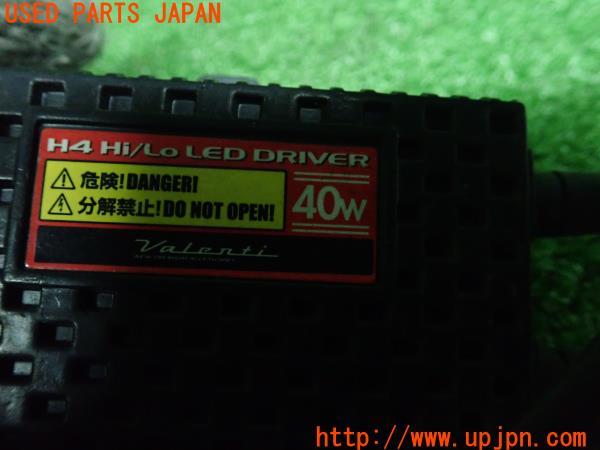 USED PARTS JAPAN
H4 Hi/Lo LED DRIVER
危険!DANGER!
分解禁止!DO NOT OPEN!
40W
Valenti
http://www.upjpn.com